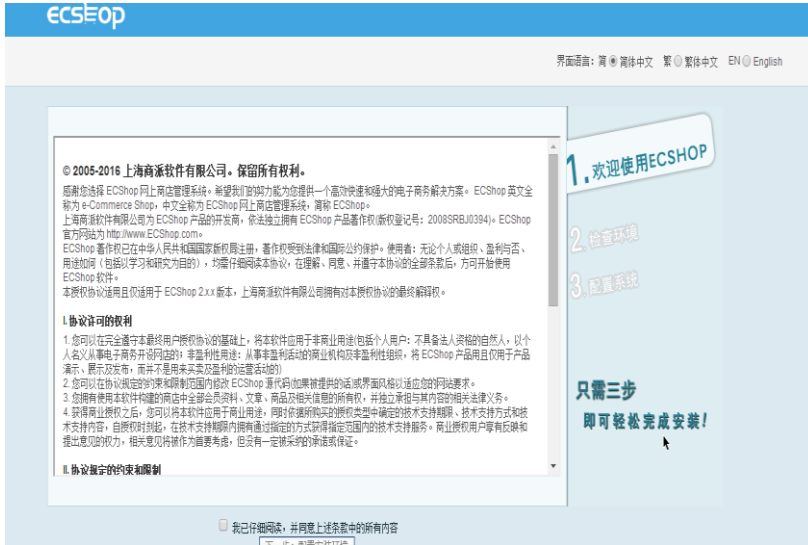 ECSHOP
界面语言: 简 简体中文 繁 繁体中文 EN English
© 2005-2016 上海商派软件有限公司。保留所有权利。
感谢您选择 ECShop 网上商店管理系统。希望我们的努力能为您提供一个高效快速和强大的电子商务解决方案。 ECShop 英文全
称为 e-Commerce Shop，中文全称为 ECShop 网上商店管理系统，简称 ECShop。
上海商派软件有限公司为 ECShop 产品的开发商，依法独立拥有 ECShop 产品著作权(版权登记号：2008SRBJ0394)。ECShop
官方网站为 http://www.ECShop.com。
ECShop 著作权已在中华人民共和国国家版权局注册，著作权受到法律和国际公约保护。使用者：无论个人或组织、盈利与否、
用途如何（包括以学习和研究为目的），均需仔细阅读本协议，在理解、同意、并遵守本协议的全部条款后，方可开始使用
ECShop 软件。
本授权协议适用且仅适用于 ECShop 2.x.x 版本，上海商派软件有限公司拥有对本授权协议的最终解释权。
I. 协议许可的权利
1. 您可以在完全遵守本最终用户授权协议的基础上，将本软件应用于非商业用途(包括个人用户：不具备法人资格的自然人，以个
人名义从事电子商务开设网店的；非盈利性用途：从事非盈利活动的商业机构及非盈利性组织，将 ECShop 产品用且仅用于产品
演示、展示及发布，而并不是用来买卖及盈利的运营活动的)
2. 您可以在协议规定的约束和限制范围内修改 ECShop 源代码(如果被提供的话)或界面风格以适应您的网站要求。
3. 您拥有使用本软件构建的商店中全部会员资料、文章、商品及相关信息的所有权，并独立承担与其内容的相关法律义务。
4. 获得商业授权之后，您可以将本软件应用于商业用途，同时依据所购买的授权类型中确定的技术支持期限、技术支持方式和技
术支持内容，自授权时刻起，在技术支持期限内拥有通过指定的方式获得指定范围内的技术支持服务。商业授权用户享有反映和
提出意见的权力，相关意见将被作为首要考虑，但没有一定被采纳的承诺或保证。
II. 协议规定的约束和限制
1. 欢迎使用ECSHOP
2. 检查环境
3. 配置系统
只需三步
即可轻松完成安装!
我已仔细阅读，并同意上述条款中的所有内容
下一步：配置安装环境